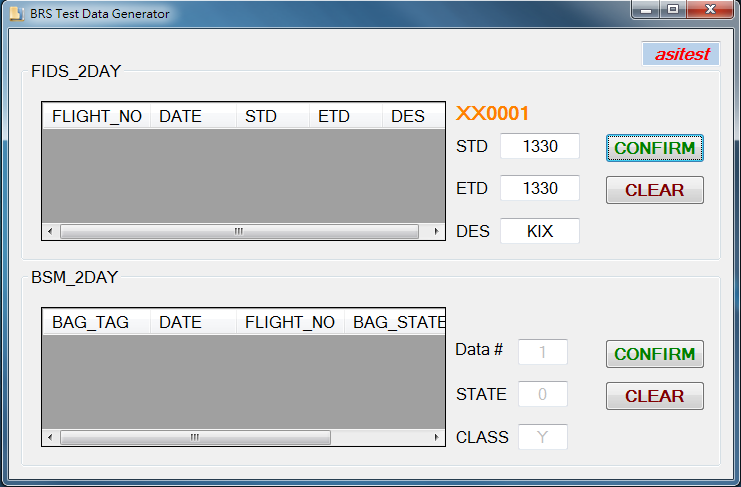 BRS Test Data Generator
asitest
FIDS_2DAY
FLIGHT_NO DATE STD ETD DES
XX0001
STD 1330 CONFIRM
ETD 1330 CLEAR
DES KIX
BSM_2DAY
BAG_TAG DATE FLIGHT_NO BAG_STATE
Data # 1 CONFIRM
STATE 0 CLEAR
CLASS Y